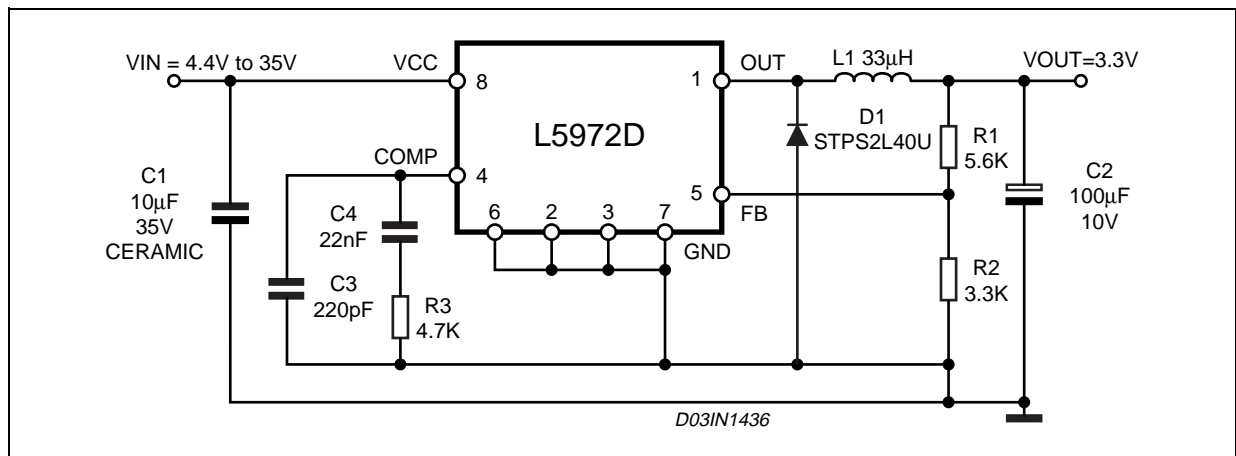 VIN = 4.4V to 35V
VCC
8
L5972D
1
OUT
L1 33μH
VOUT=3.3V
D1
STPS2L40U
R1
5.6K
COMP
4
5
FB
C1
10μF
35V
CERAMIC
C4
22nF
6
2
3
7
GND
C2
100μF
10V
C3
220pF
R3
4.7K
R2
3.3K
D03IN1436